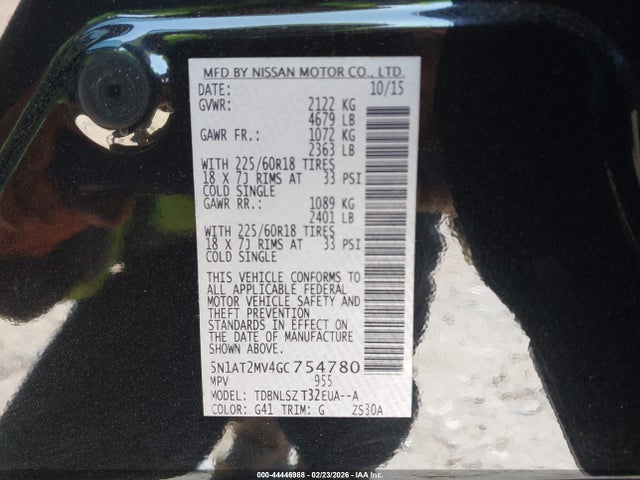 MFD BY NISSAN MOTOR CO., LTD.
DATE: 10/15
GVWR: 2122 KG
4679 LB
GAWR FR.: 1072 KG
2363 LB
WITH 225/60R18 TIRES
18 X 7J RIMS AT 33 PSI
COLD SINGLE
GAWR RR.: 1089 KG
2401 LB
WITH 225/60R18 TIRES
18 X 7J RIMS AT 33 PSI
COLD SINGLE
THIS VEHICLE CONFORMS TO
ALL APPLICABLE FEDERAL
MOTOR VEHICLE SAFETY AND
THEFT PREVENTION
STANDARDS IN EFFECT ON
THE DATE OF MANUFACTURE
SHOWN ABOVE.
5N1AT2MV4GC754780
MPV 955
MODEL: TDBNLSZ T32EUA--A
COLOR: G41 TRIM: G ZS30A
000-44446988 - 02/23/2026 - IAAI.COM